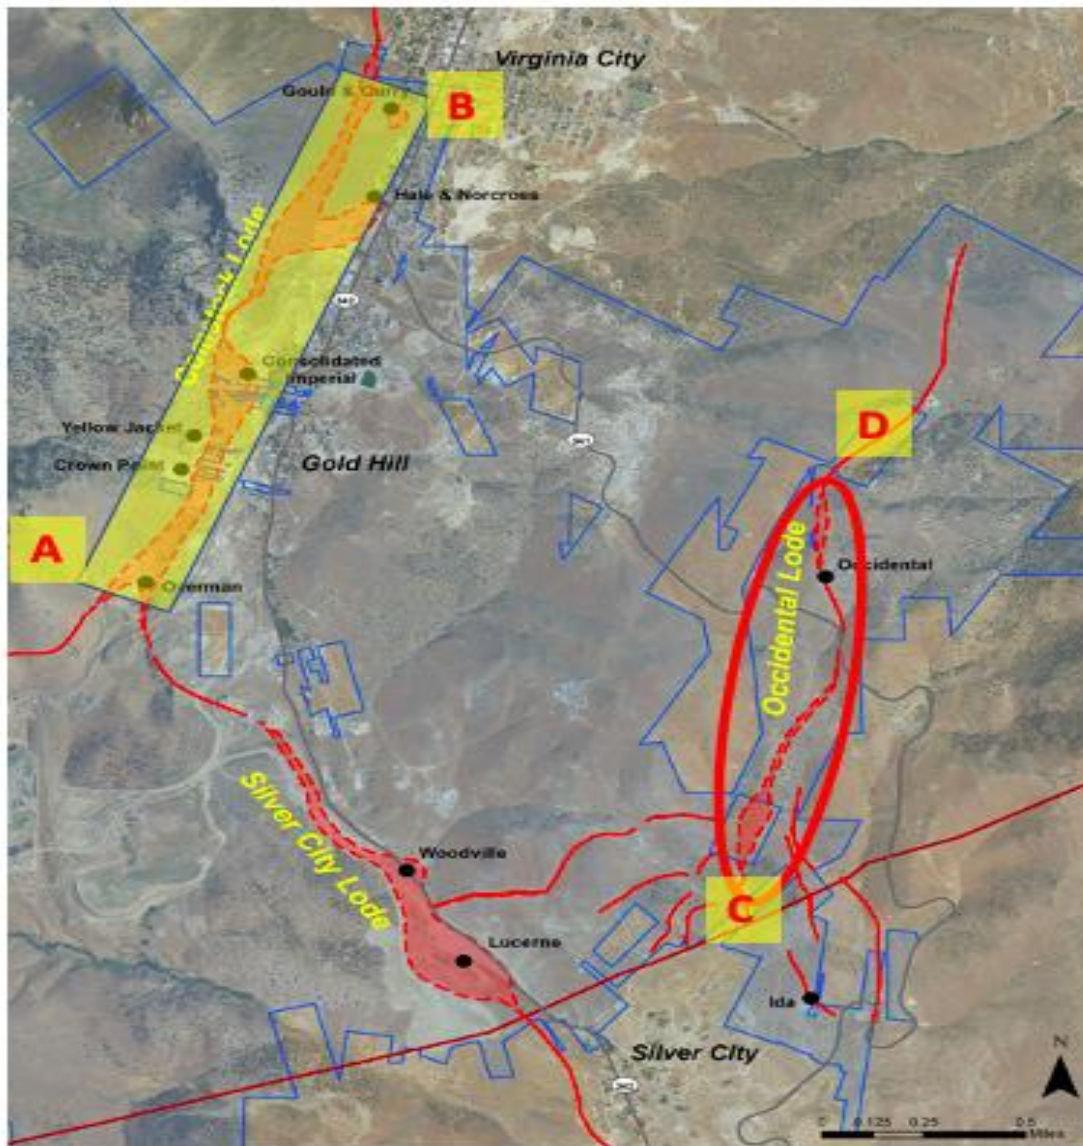 Virginia City
Gould & Curry
B
Hale & Norcross
Comstock Lode
Consolidated
Imperial
Yellow Jacket
Crown Point
Gold Hill
D
A
Overman
Occidental
Occidental Lode
Silver City Lode
Woodville
C
Lucerne
Ida
Silver City
N
0 0.125 0.25 0.5
Miles